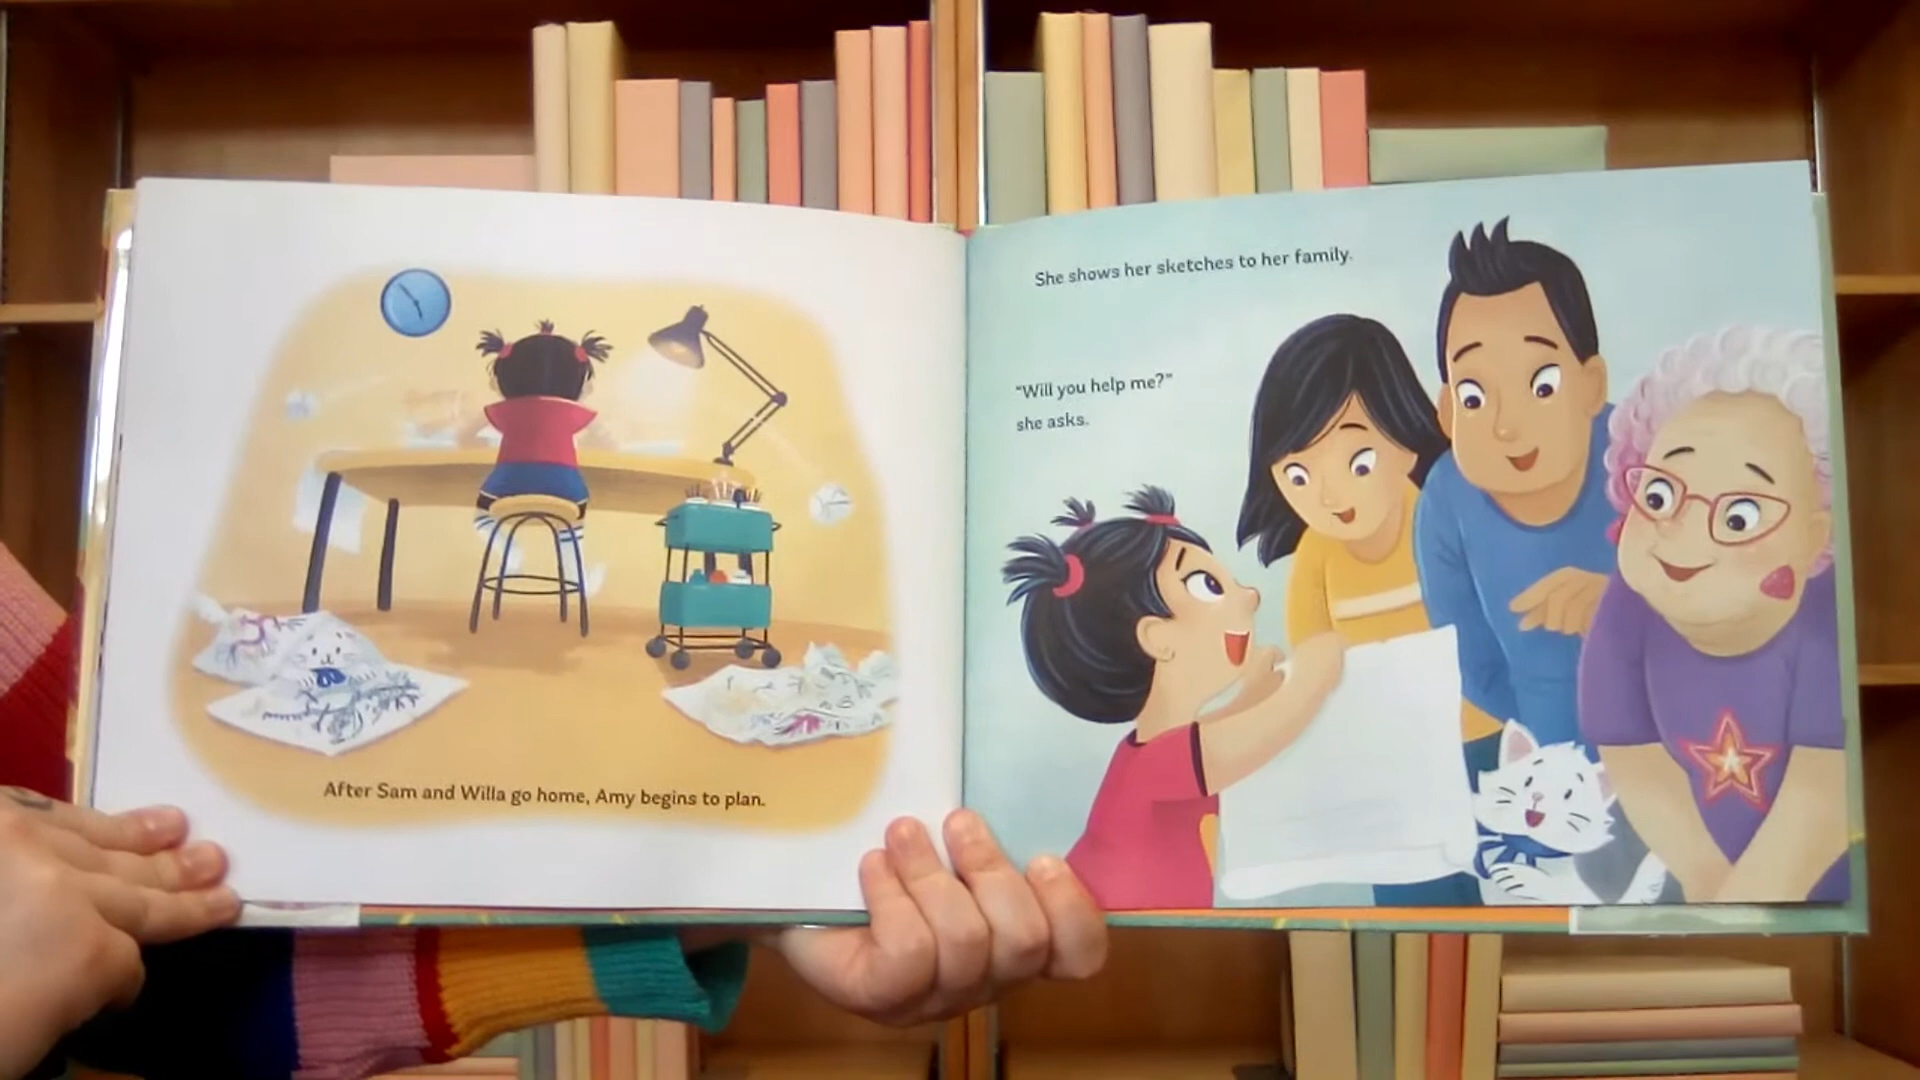 After Sam and Willa go home, Amy begins to plan.
She shows her sketches to her family.
"Will you help me?"
she asks.